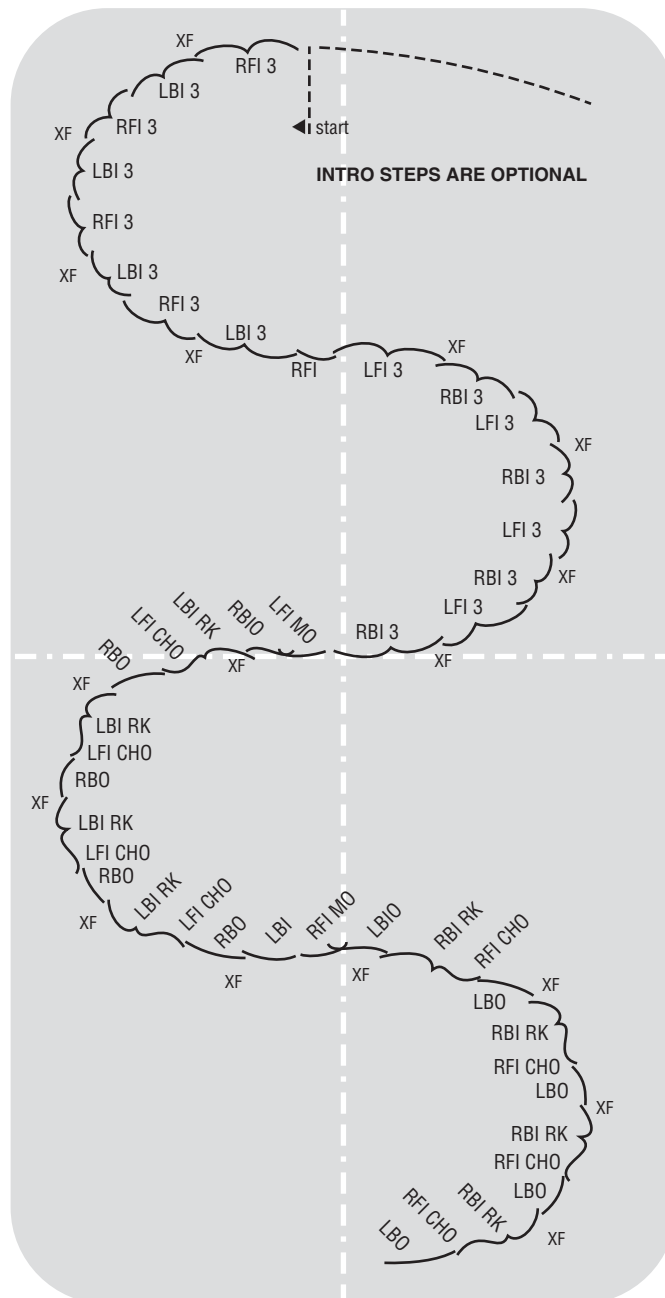 XF
RFI 3
LBI 3
start
RFI 3
XF
LBI 3
INTRO STEPS ARE OPTIONAL
RFI 3
XF
LBI 3
RFI 3
LBI 3
XF
RFI
LFI 3
XF
RBI 3
LFI 3
XF
RBI 3
LFI 3
RBI 3
XF
LFI 3
RBI 3
XF
LFI MO
RBIO
XF
LBI RK
LFI CHO
RBO
XF
LBI RK
LFI CHO
RBO
XF
LBI RK
LFI CHO
RBO
XF
LBI RK
LFI CHO
RBO
XF
LBI
RFI MO
XF
LBIO
RBI RK
RFI CHO
LBO
XF
RBI RK
RFI CHO
LBO
XF
RBI RK
RFI CHO
LBO
XF
RBI RK
RFI CHO
LBO